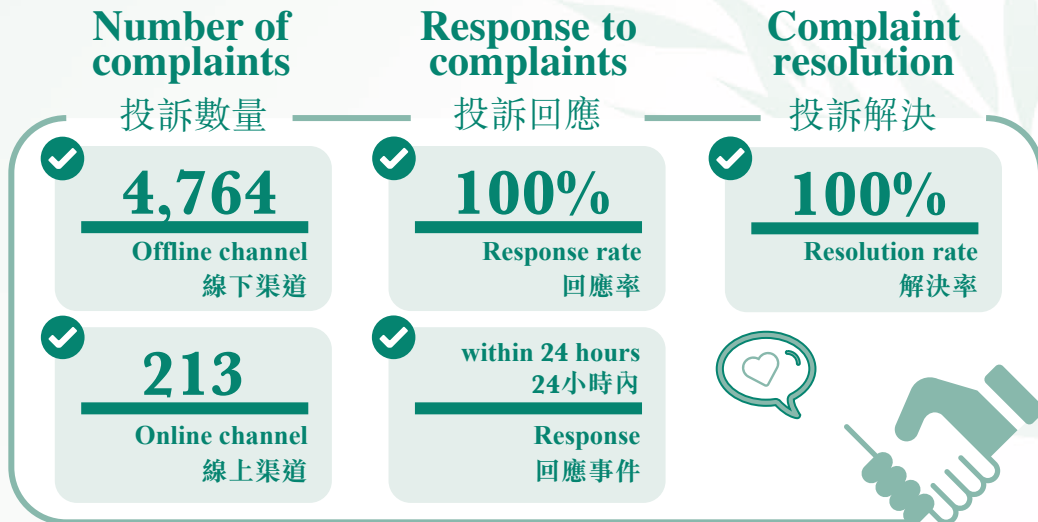 Number of
complaints
投訴數量
4,764
Offline channel
線下渠道
213
Online channel
線上渠道
Response to
complaints
投訴回應
100%
Response rate
回應率
within 24 hours
24小時內
Response
回應事件
Complaint
resolution
投訴解決
100%
Resolution rate
解決率